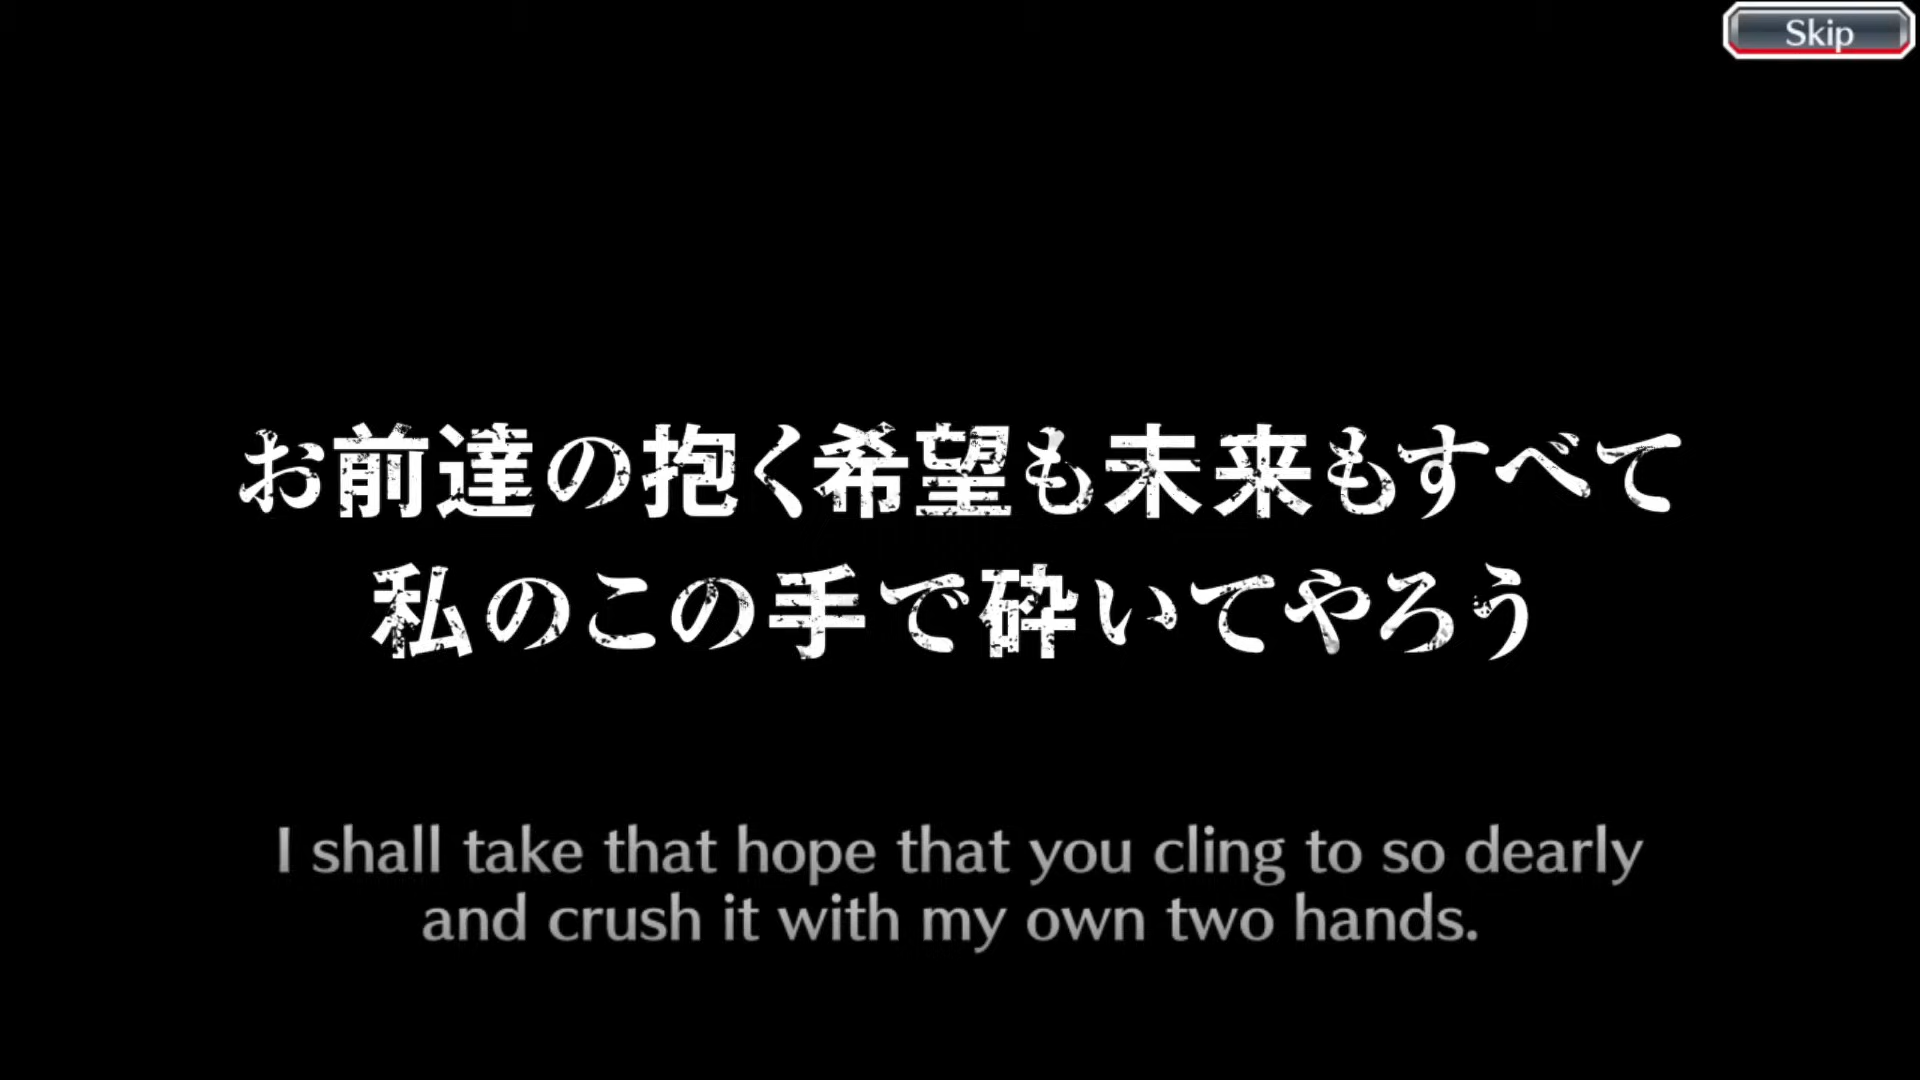 Skip
お前達の抱く希望も未来もすべて
私のこの手で砕いてやろう
I shall take that hope that you cling to so dearly
and crush it with my own two hands.